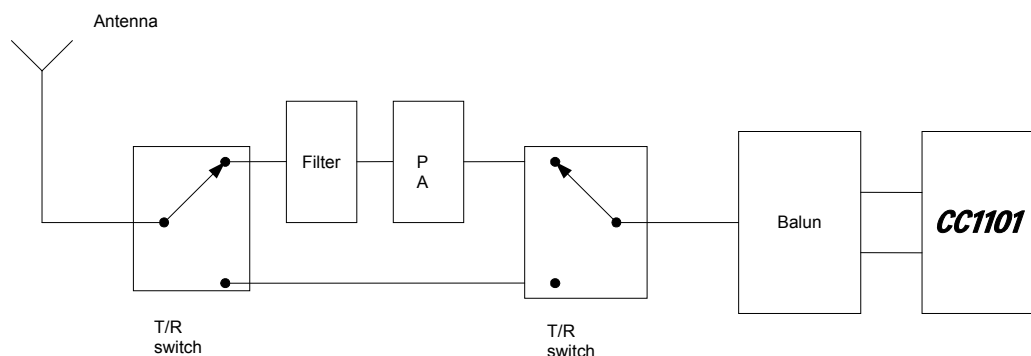 Antenna
Filter
P
A
Balun
CC1101
T/R
switch
T/R
switch